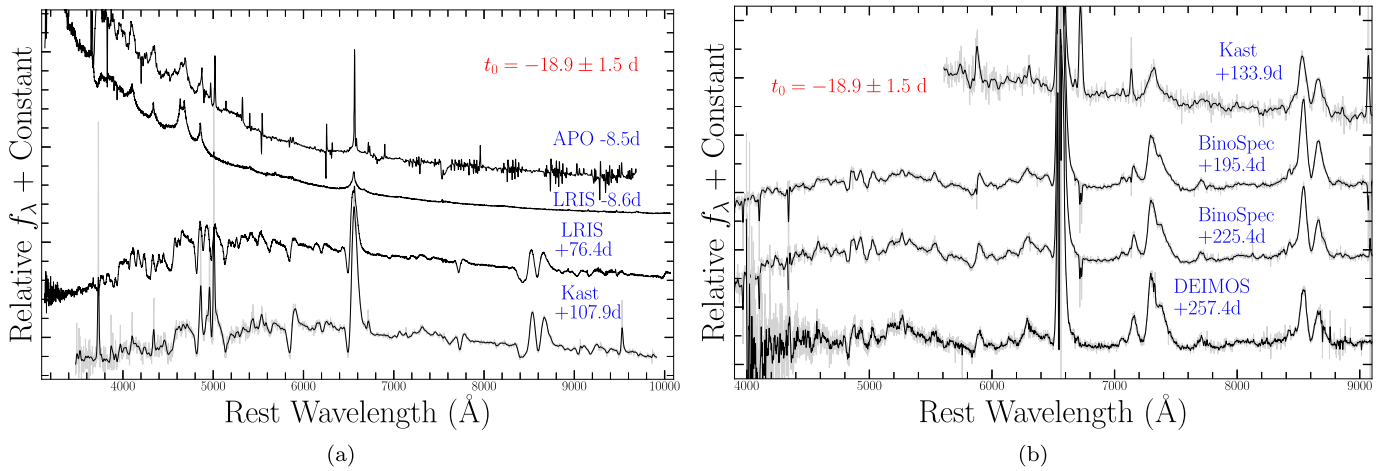 Relative f_λ + Constant
t_0 = −18.9 ± 1.5 d
APO -8.5d
LRIS -8.6d
LRIS
+76.4d
Kast
+107.9d
4000 5000 6000 7000 8000 9000 10000
Rest Wavelength (Å)
(a)
Relative f_λ + Constant
t_0 = −18.9 ± 1.5 d
Kast
+133.9d
BinoSpec
+195.4d
BinoSpec
+225.4d
DEIMOS
+257.4d
4000 5000 6000 7000 8000 9000
Rest Wavelength (Å)
(b)